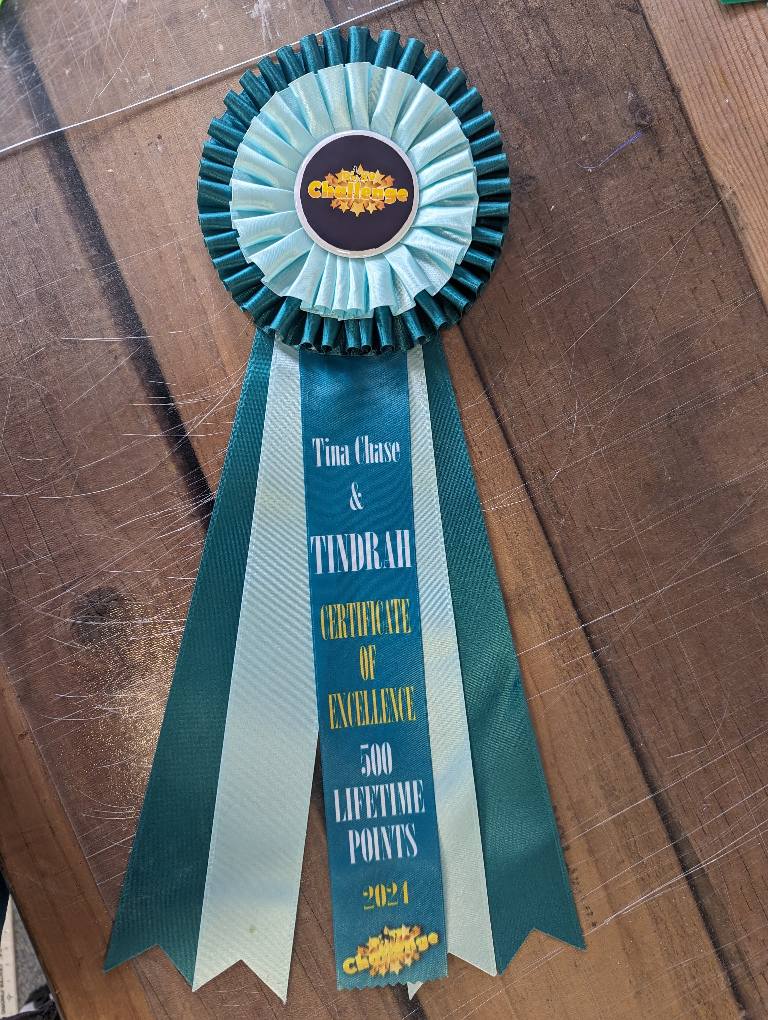 Challenge
Tina Chase
&
TINDRAH
CERTIFICATE
OF
EXCELLENCE
500
LIFETIME
POINTS
2024
Challenge